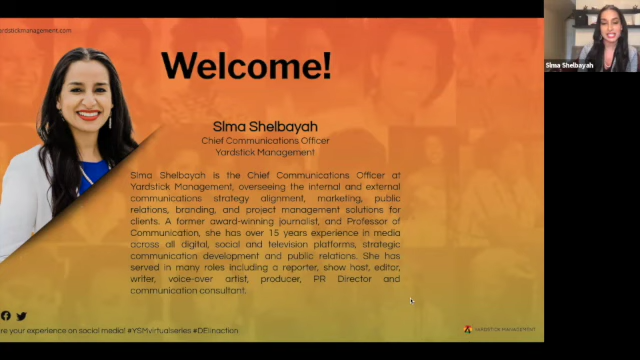 ardstickmanagement.com
Welcome!
Slma Shelbayah
Slma Shelbayah
Chief Communications Officer
Yardstick Management
Slma Shelbayah is the Chief Communications Officer at
Yardstick Management, overseeing the internal and external
communications strategy alignment, marketing, public
relations, branding, and project management solutions for
clients. A former award-winning journalist, and Professor of
Communication, she has over 15 years experience in media
across all digital, social and television platforms, strategic
communication development and public relations. She has
served in many roles including a reporter, show host, editor,
writer, voice-over artist, producer, PR Director and
communication consultant.
re your experience on social media! #YSMvirtualseries #DEIinaction
YARDSTICK MANAGEMENT